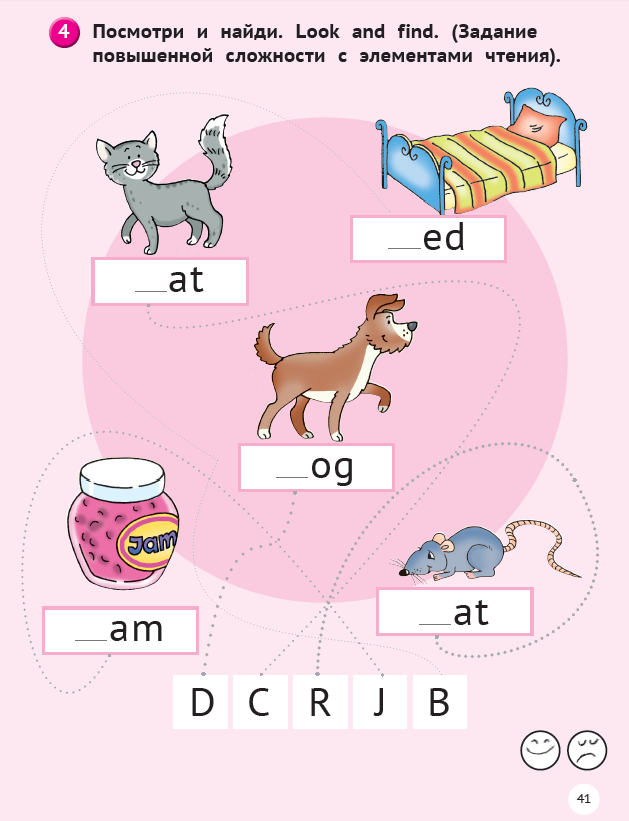 4 Посмотри и найди. Look and find. (Задание
повышенной сложности с элементами чтения).
__ed
__at
__og
Jam
__at
__am
D C R J B
41